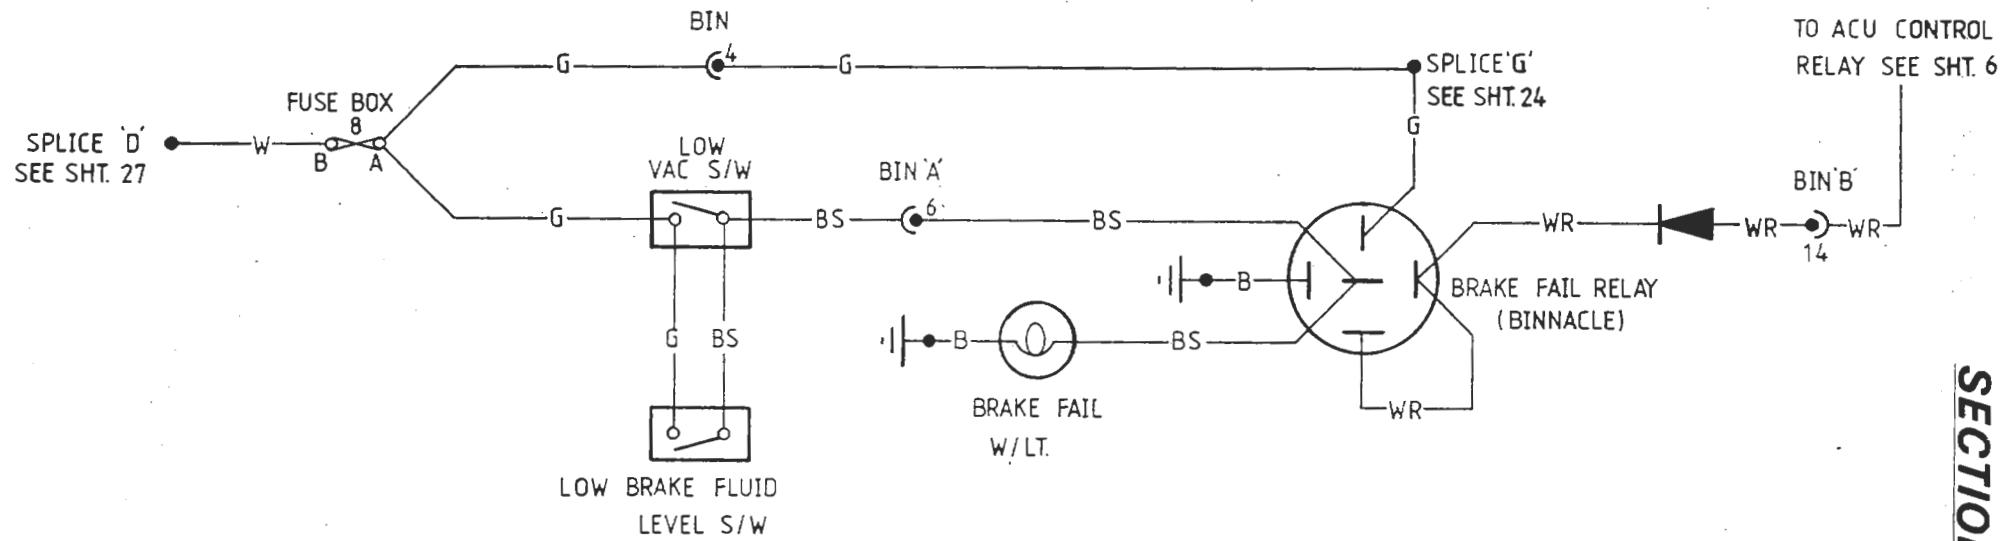 BIN
4
G
G
SPLICE'G'
SEE SHT.24
TO ACU CONTROL
RELAY SEE SHT. 6
FUSE BOX
8
SPLICE 'D'
SEE SHT. 27
W
B
A
G
LOW
VAC S/W
BIN'A'
6
BIN'B'
G
BS
BS
WR
WR
WR
14
B
BRAKE FAIL RELAY
(BINNACLE)
G
BS
B
BS
WR
BRAKE FAIL
W/LT.
LOW BRAKE FLUID
LEVEL S/W